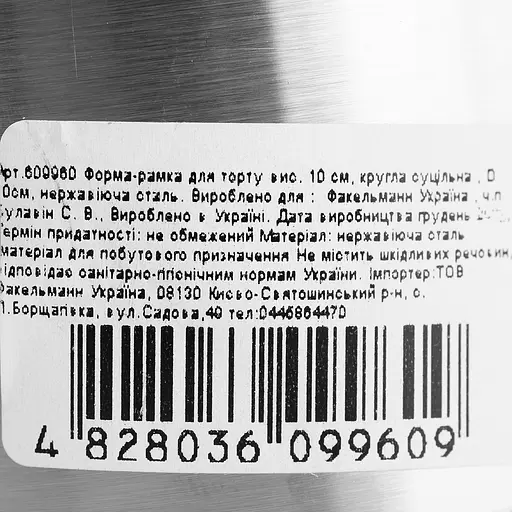 рт.609960 Форма-рамка для торту вис. 10 см, кругла суцільна , D
0см, нержавіюча сталь. Вироблено для : Факельманн Україна , ч.п
улавін С. В., Вироблено в Україні. Дата виробництва грудень
ермін придатності: не обмежений Матеріал: нержавіюча сталь
матеріал для побутового призначення Не містить шкідливих речовин,
ідповідає санітарно-гігієнічним нормам України. Імпортер:ТОВ
акельманн Україна, 08130 Києво-Святошинський р-н, с.
П.Борщагівка, вул.Садова,40 тел:0445864470
4 828036 099609